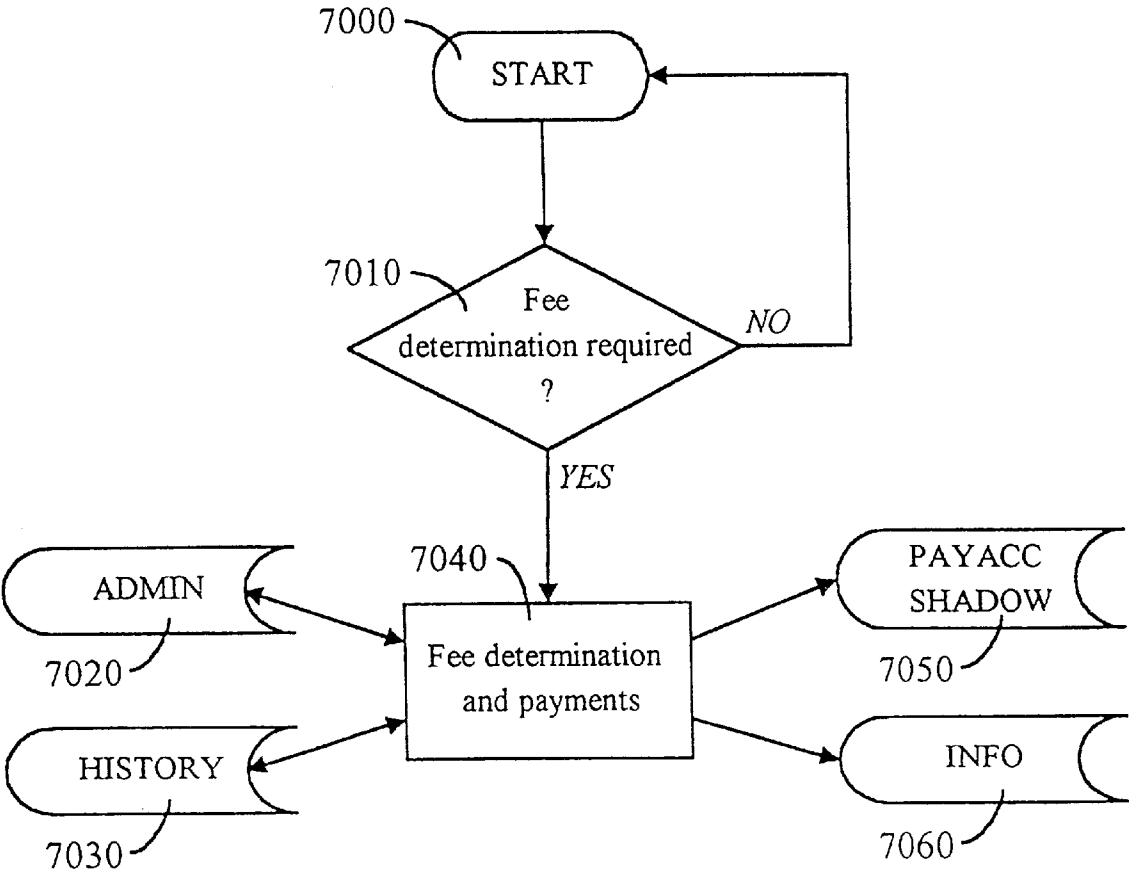 7000
START
7010
Fee
determination required
?
NO
YES
ADMIN
7020
7040
Fee determination
and payments
PAYACC
SHADOW
7050
HISTORY
7030
INFO
7060